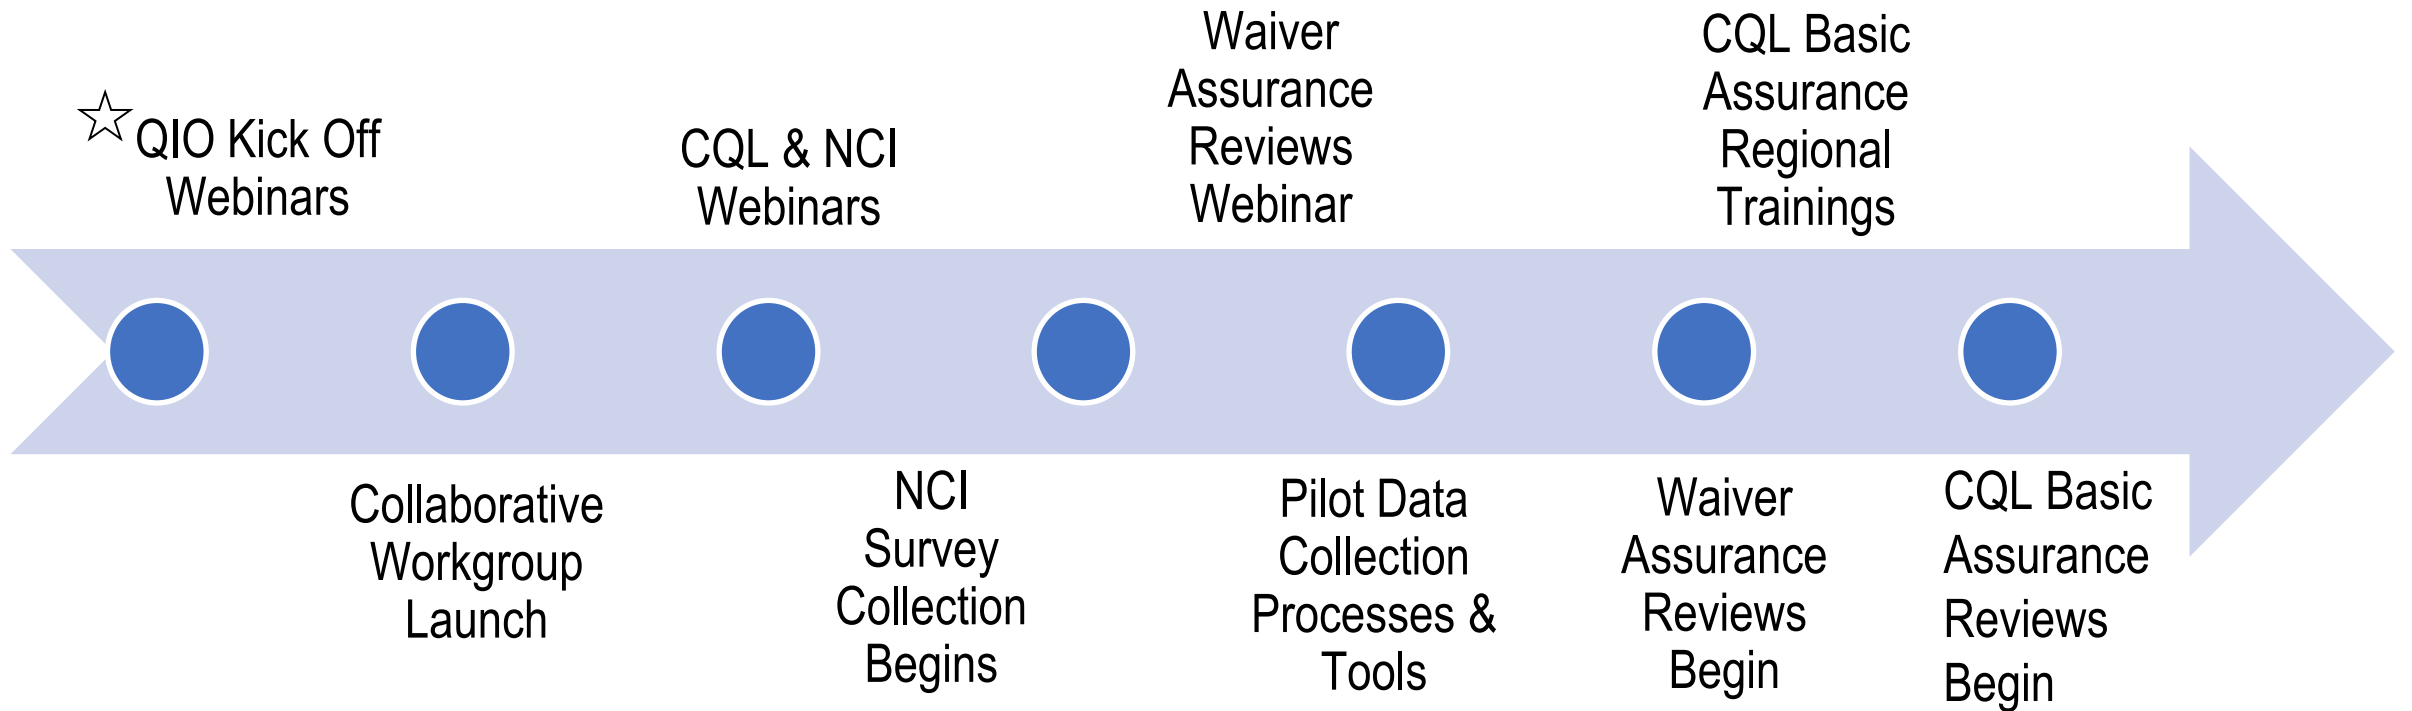 QIO Kick Off
Webinars
CQL & NCI
Webinars
Waiver
Assurance
Reviews
Webinar
CQL Basic
Assurance
Regional
Trainings
Collaborative
Workgroup
Launch
NCI
Survey
Collection
Begins
Pilot Data
Collection
Processes &
Tools
Waiver
Assurance
Reviews
Begin
CQL Basic
Assurance
Reviews
Begin